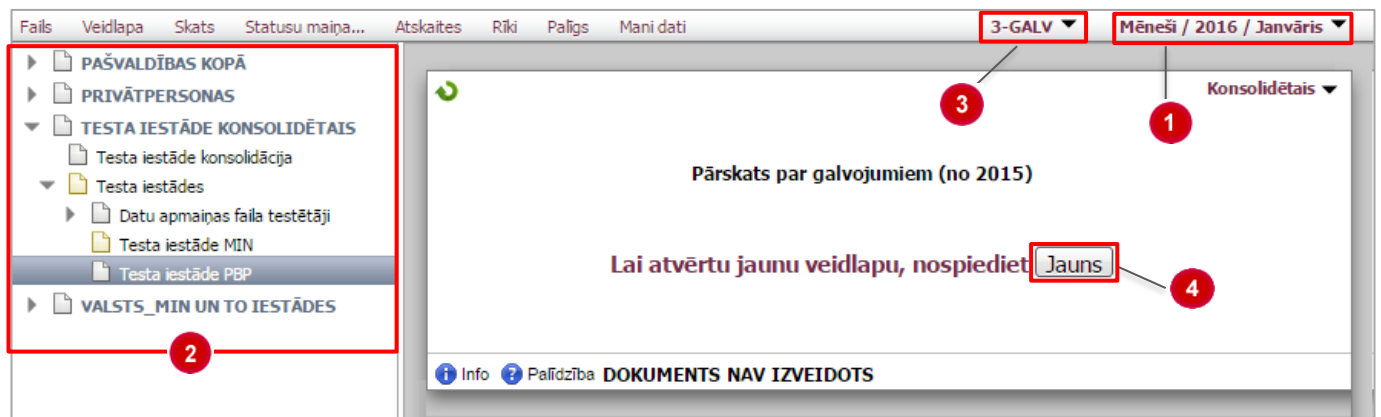 Fails Veidlapa Skats Statusu maiņa... Atskaites Rīki Palīgs Mani dati 3-GALV Mēneši / 2016 / Janvāris
PAŠVALDĪBAS KOPĀ
PRIVĀTPERSONAS
TESTA IESTĀDE KONSOLIDĒTAIS
Testa iestāde konsolidācija
Testa iestādes
Datu apmaiņas faila testētāji
Testa iestāde MIN
Testa iestāde PBP
VALSTS_MIN UN TO IESTĀDES
2
Konsolidētais
3
1
Pārskats par galvojumiem (no 2015)
Lai atvērtu jaunu veidlapu, nospiediet Jauns
4
Info Palīdzība DOKUMENTS NAV IZVEIDOTS